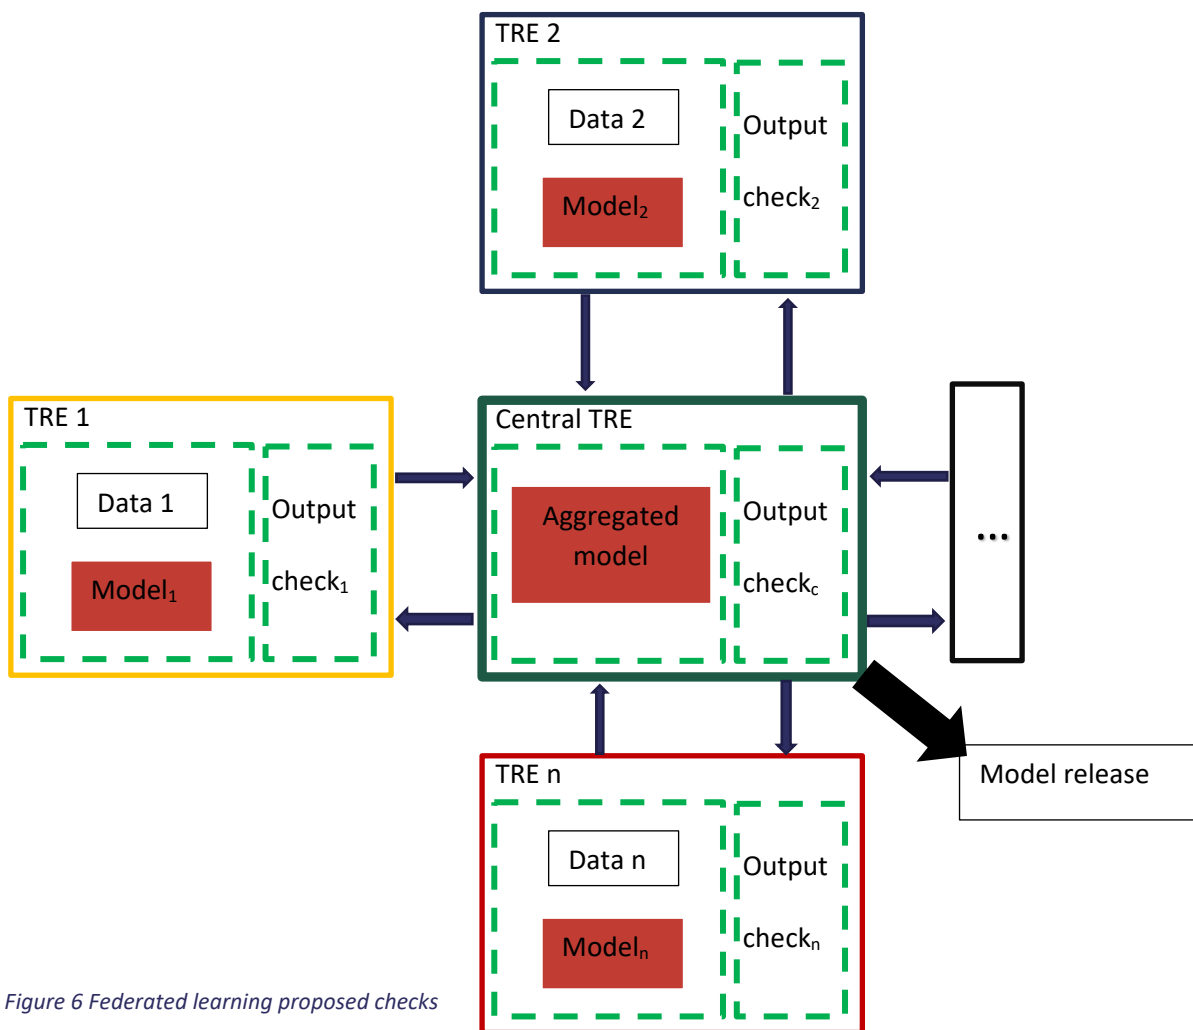 TRE 2
Data 2
Model₂
Output
check₂
TRE 1
Data 1
Model₁
Output
check₁
Central TRE
Aggregated
model
Output
check꜀
...
Model release
TRE n
Data n
Modelₙ
Output
checkₙ
Figure 6 Federated learning proposed checks